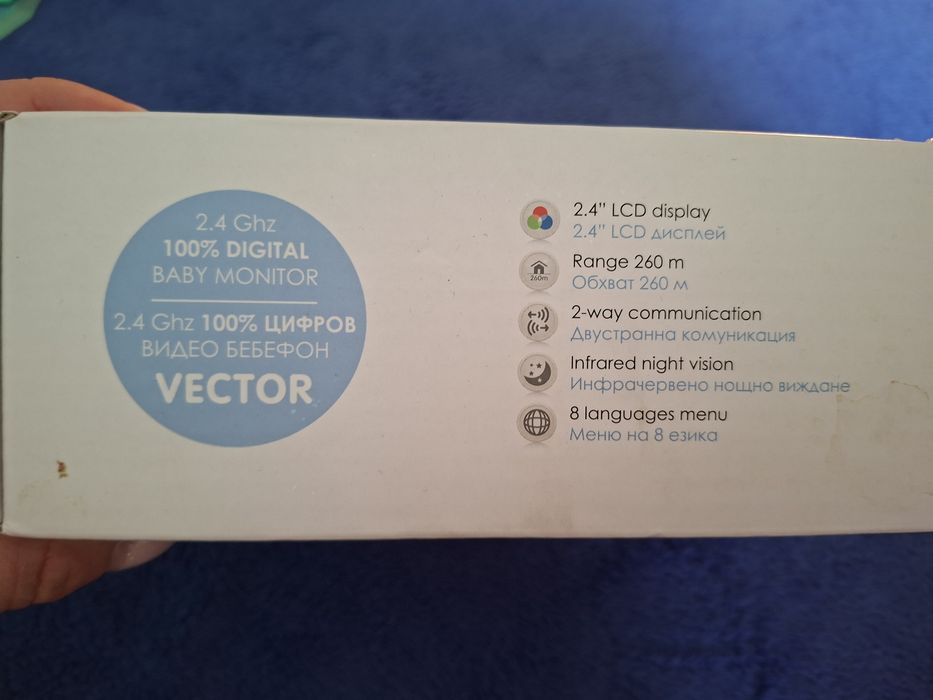 2.4 Ghz
100% DIGITAL
BABY MONITOR
2.4 Ghz 100% ЦИФРОВ
ВИДЕО БЕБЕФОН
VECTOR
2.4” LCD display
2.4” LCD дисплей
260m
Range 260 m
Обхват 260 м
2-way communication
Двустранна комуникация
Infrared night vision
Инфрачервено нощно виждане
8 languages menu
Меню на 8 езика